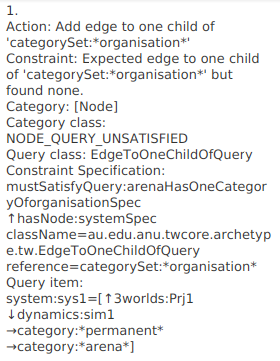 1.
Action: Add edge to one child of
'categorySet:*organisation*'
Constraint: Expected edge to one child
of 'categorySet:*organisation*' but
found none.
Category: [Node]
Category class:
NODE_QUERY_UNSATISFIED
Query class: EdgeToOneChildOfQuery
Constraint Specification:
mustSatisfyQuery:arenaHasOneCategor
yOforganisationSpec
↑hasNode:systemSpec
className=au.edu.anu.twcore.archetyp
e.tw.EdgeToOneChildOfQuery
reference=categorySet:*organisation*
Query item:
system:sys1=[↑3worlds:Prj1
↓dynamics:sim1
→category:*permanent*
→category:*arena*]